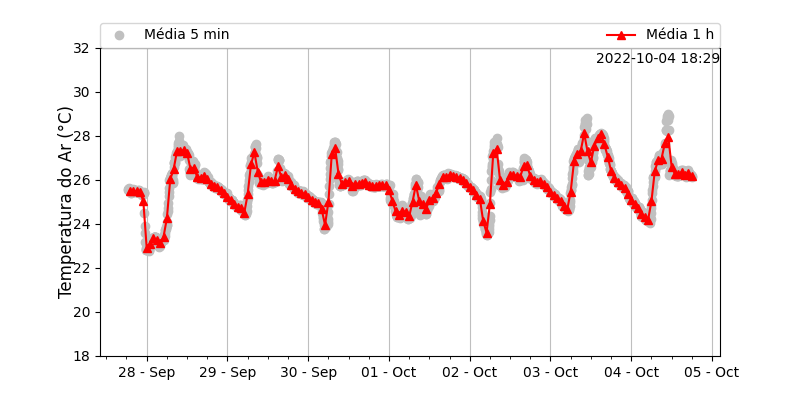 Média 5 min
Média 1 h
2022-10-04 18:29
Temperatura do Ar (°C)
32
30
28
26
24
22
20
18
28 - Sep
29 - Sep
30 - Sep
01 - Oct
02 - Oct
03 - Oct
04 - Oct
05 - Oct